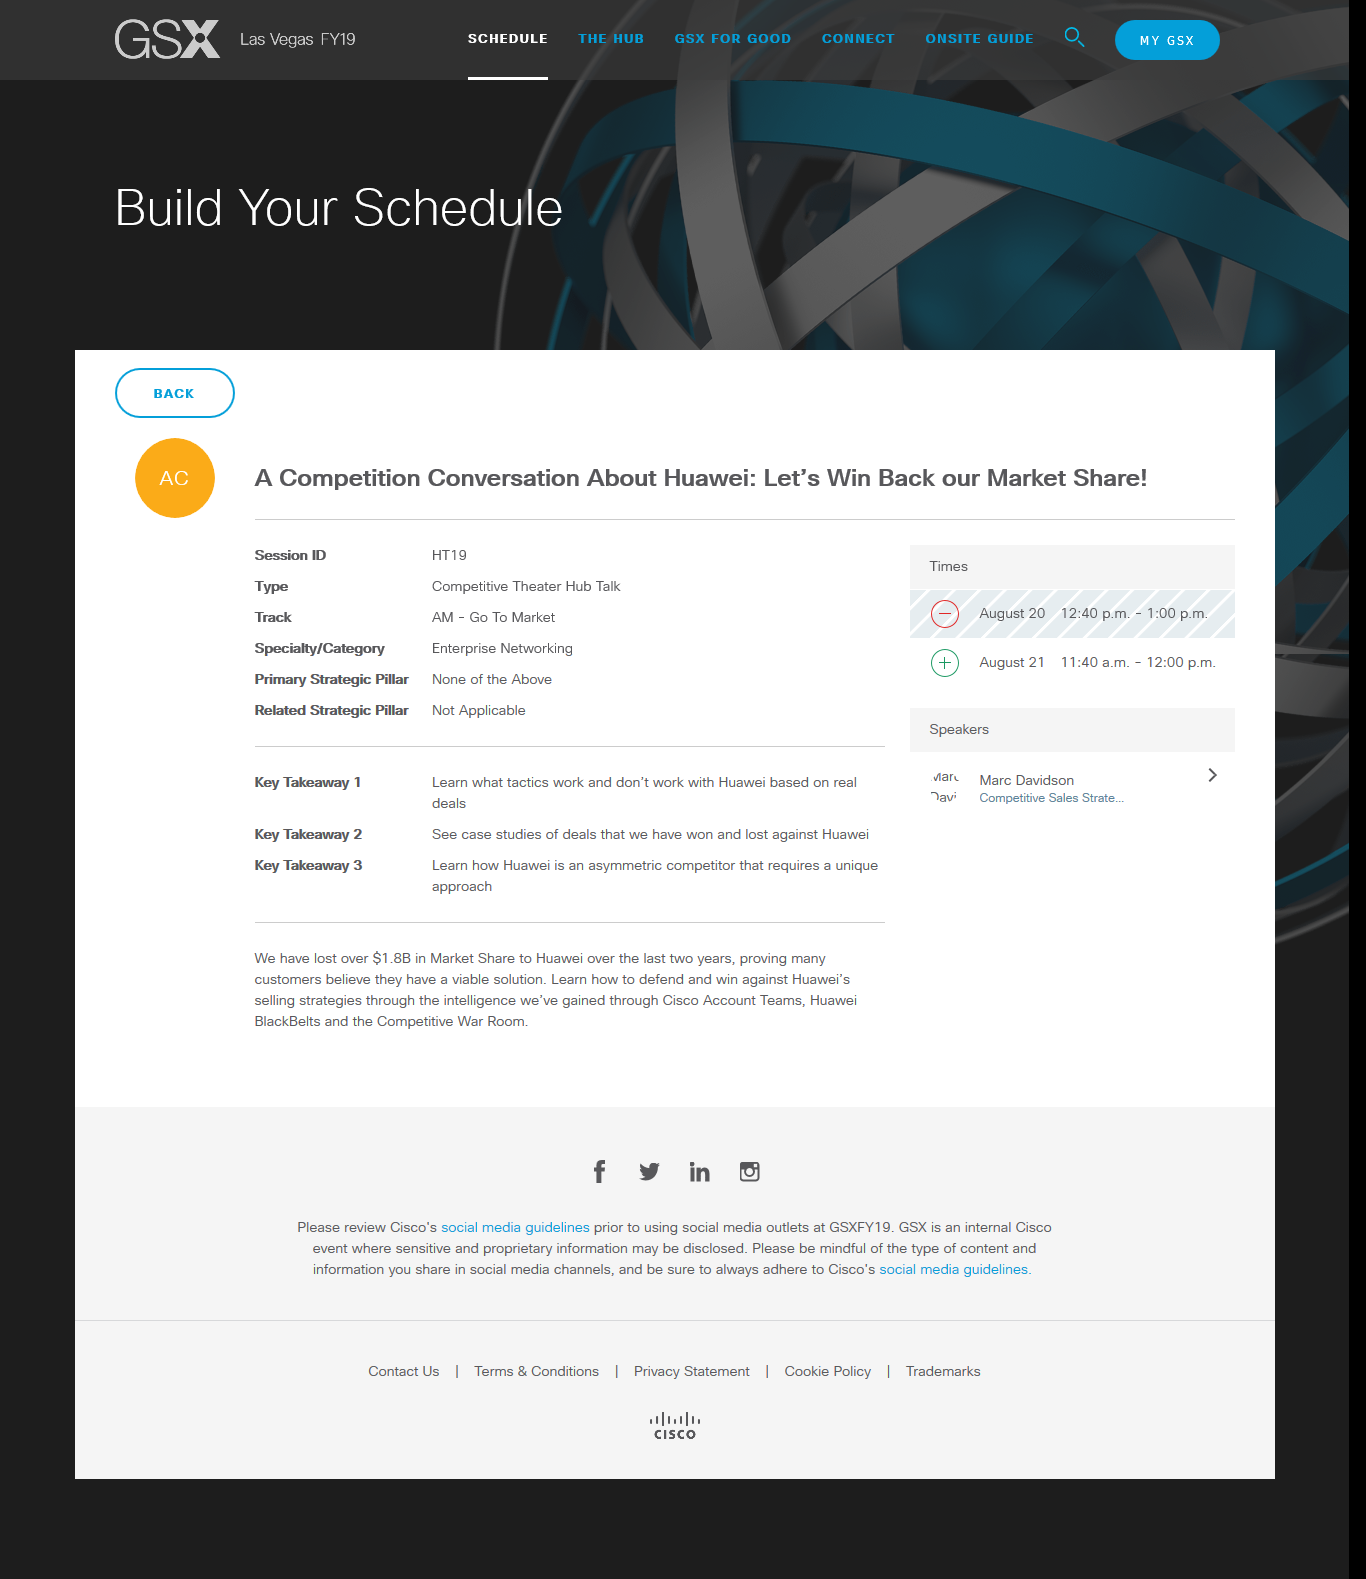 GSX Las Vegas FY19 SCHEDULE THE HUB GSX FOR GOOD CONNECT ONSITE GUIDE MY GSX
Build Your Schedule
BACK
AC
A Competition Conversation About Huawei: Let's Win Back our Market Share!
Session ID HT19
Type Competitive Theater Hub Talk
Track AM - Go To Market
Specialty/Category Enterprise Networking
Primary Strategic Pillar None of the Above
Related Strategic Pillar Not Applicable
Key Takeaway 1 Learn what tactics work and don't work with Huawei based on real
deals
Key Takeaway 2 See case studies of deals that we have won and lost against Huawei
Key Takeaway 3 Learn how Huawei is an asymmetric competitor that requires a unique
approach
We have lost over $1.8B in Market Share to Huawei over the last two years, proving many
customers believe they have a viable solution. Learn how to defend and win against Huawei's
selling strategies through the intelligence we've gained through Cisco Account Teams, Huawei
BlackBelts and the Competitive War Room.
Times
August 20 12:40 p.m. - 1:00 p.m.
August 21 11:40 a.m. - 12:00 p.m.
Speakers
Marc Davidson
Competitive Sales Strate...
Please review Cisco's social media guidelines prior to using social media outlets at GSXFY19. GSX is an internal Cisco
event where sensitive and proprietary information may be disclosed. Please be mindful of the type of content and
information you share in social media channels, and be sure to always adhere to Cisco's social media guidelines.
Contact Us | Terms & Conditions | Privacy Statement | Cookie Policy | Trademarks
CISCO